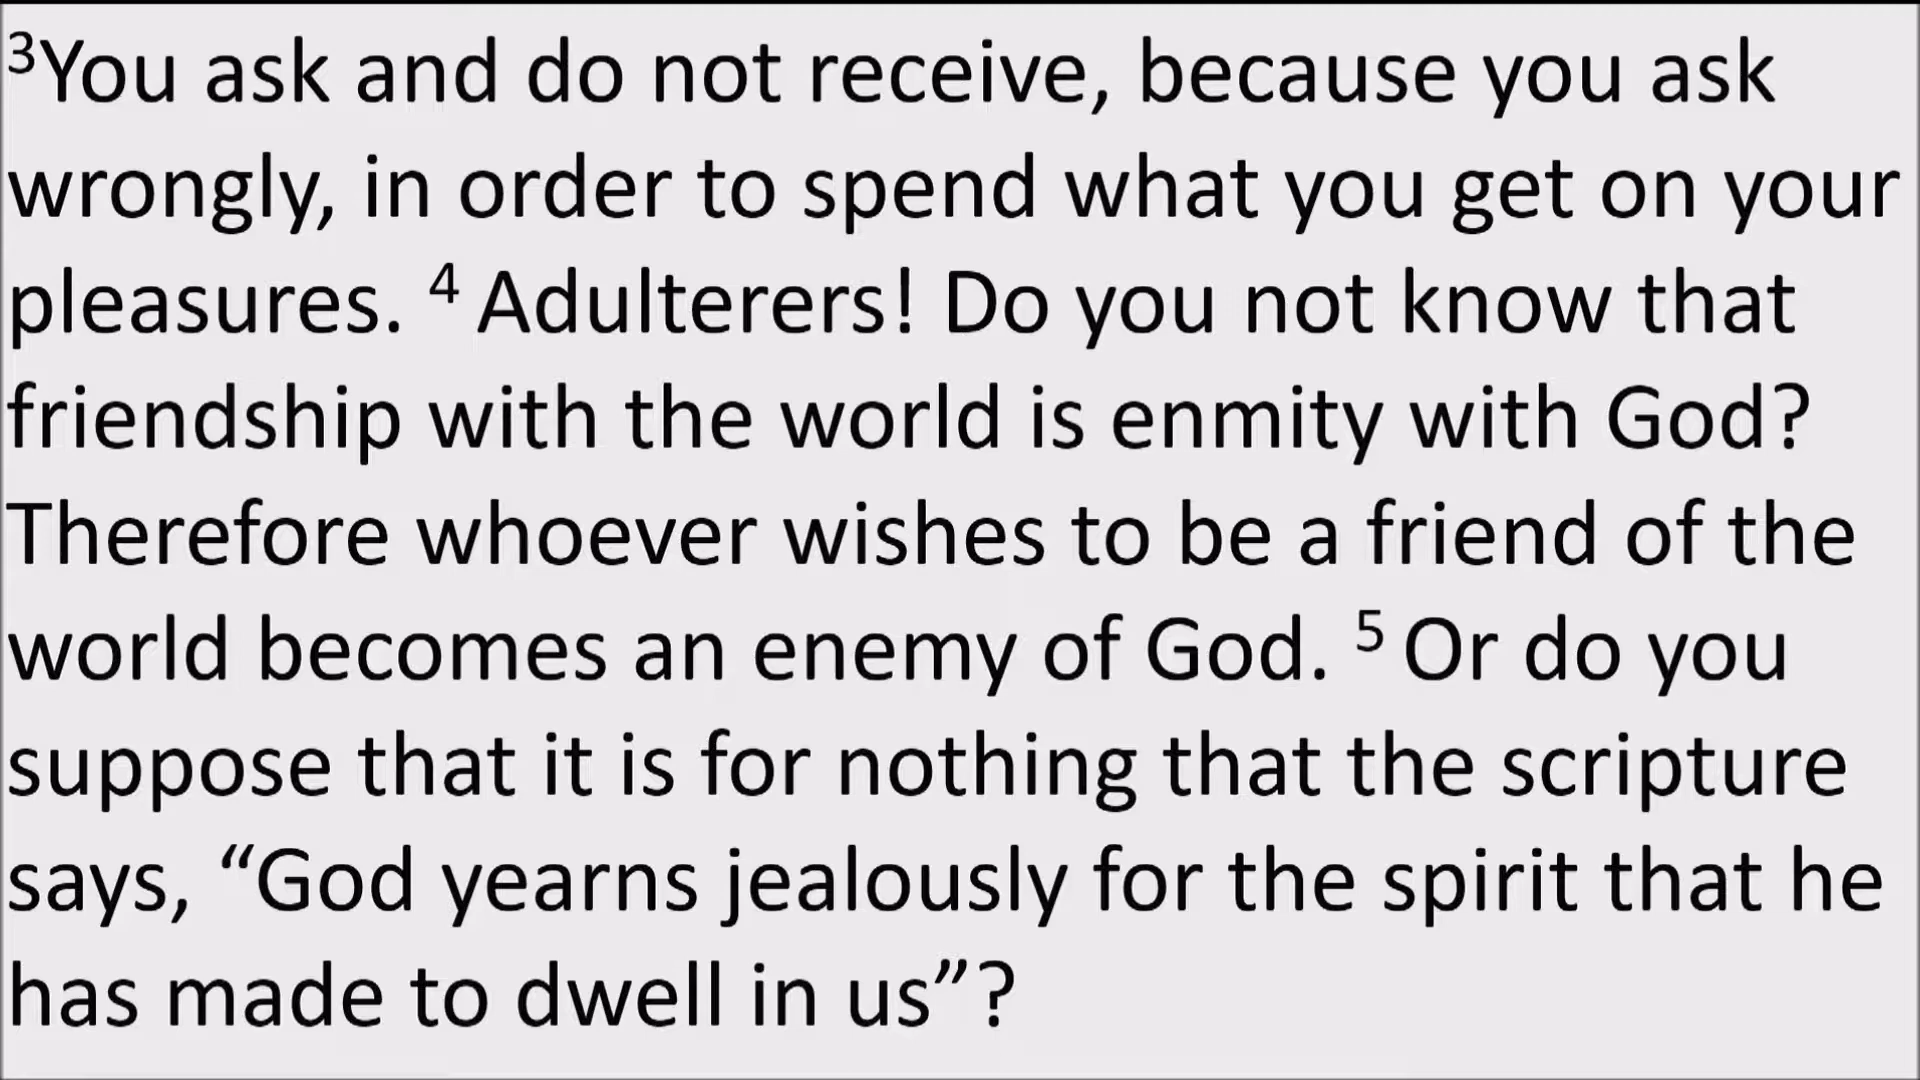 ³You ask and do not receive, because you ask
wrongly, in order to spend what you get on your
pleasures. ⁴ Adulterers! Do you not know that
friendship with the world is enmity with God?
Therefore whoever wishes to be a friend of the
world becomes an enemy of God. ⁵ Or do you
suppose that it is for nothing that the scripture
says, “God yearns jealously for the spirit that he
has made to dwell in us”?